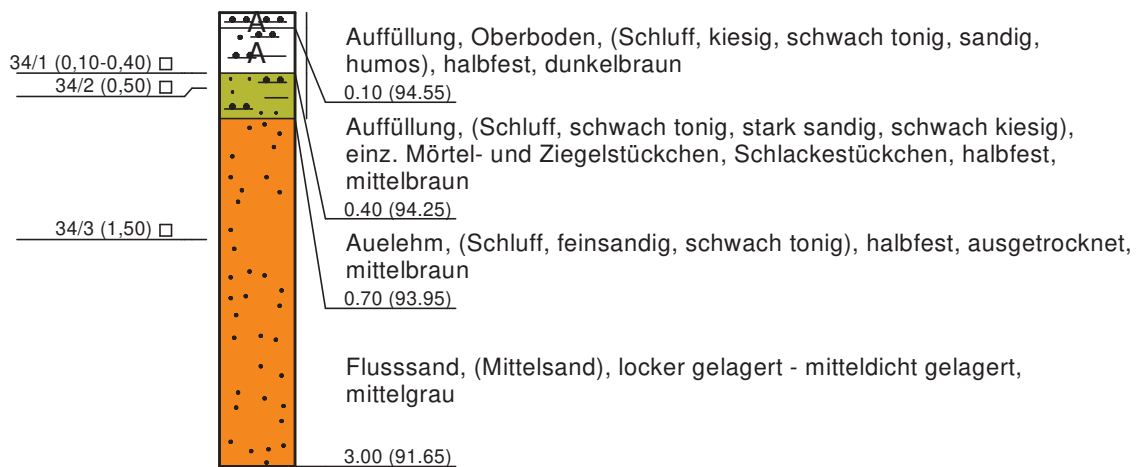 A
A
34/1 (0,10-0,40)
34/2 (0,50)
34/3 (1,50)
Auffüllung, Oberboden, (Schluff, kiesig, schwach tonig, sandig,
humos), halbfest, dunkelbraun
0.10 (94.55)
Auffüllung, (Schluff, schwach tonig, stark sandig, schwach kiesig),
einz. Mörtel- und Ziegelstückchen, Schlackestückchen, halbfest,
mittelbraun
0.40 (94.25)
Auelehm, (Schluff, feinsandig, schwach tonig), halbfest, ausgetrocknet,
mittelbraun
0.70 (93.95)
Flusssand, (Mittelsand), locker gelagert - mitteldicht gelagert,
mittelgrau
3.00 (91.65)